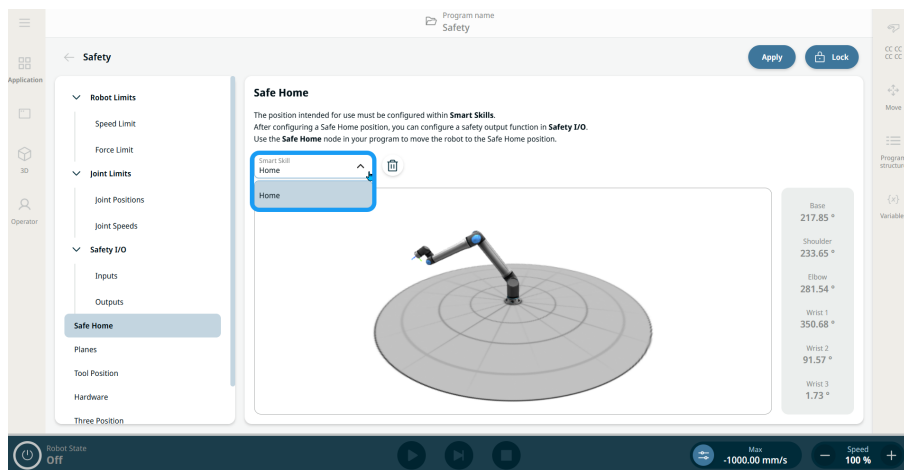 Program name
Safety
Application
3D
Operator
Safety
Apply
Lock
Robot Limits
Speed Limit
Force Limit
Joint Limits
Joint Positions
Joint Speeds
Safety I/O
Inputs
Outputs
Safe Home
Planes
Tool Position
Hardware
Three Position
Safe Home
The position intended for use must be configured within Smart Skills.
After configuring a Safe Home position, you can configure a safety output function in Safety I/O.
Use the Safe Home node in your program to move the robot to the Safe Home position.
Smart Skill
Home
Home
Base
217.85 °
Shoulder
233.65 °
Elbow
281.54 °
Wrist 1
350.68 °
Wrist 2
91.57 °
Wrist 3
1.73 °
CC CC
CC CC
Move
Program
structure
{x}
Variable
Robot State
Off
Max
-1000.00 mm/s
Speed
100 %